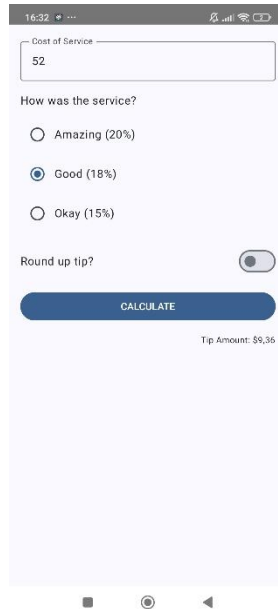 16:32
Cost of Service
52
How was the service?
Amazing (20%)
Good (18%)
Okay (15%)
Round up tip?
CALCULATE
Tip Amount: $9,36